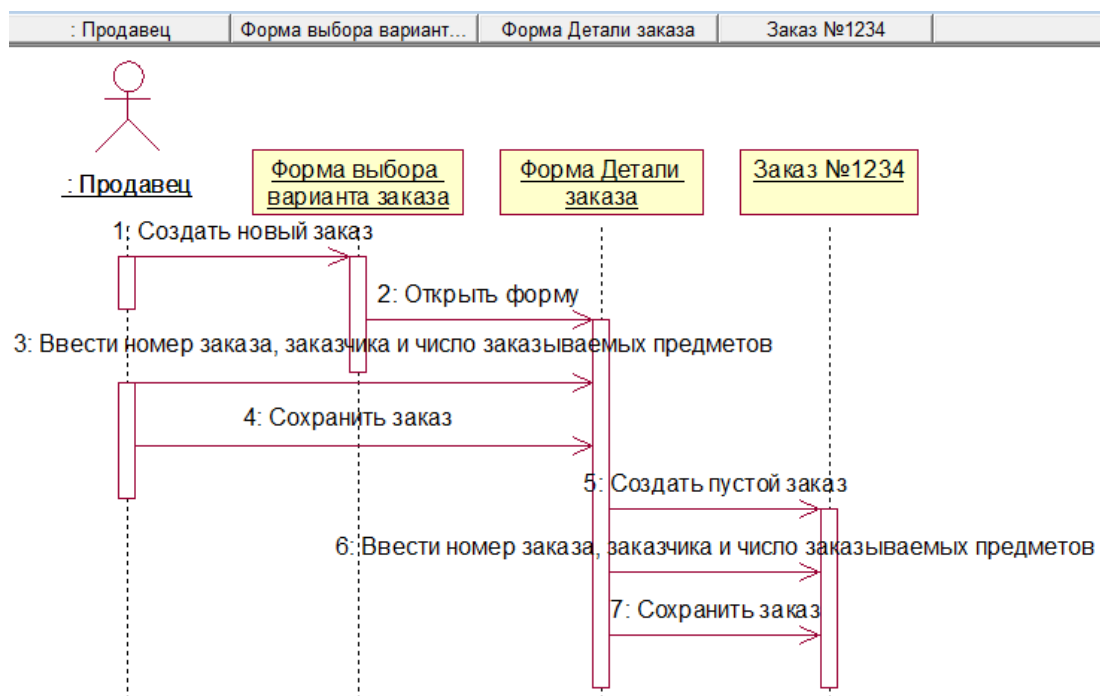 : Продавец
Форма выбора вариант...
Форма Детали заказа
Заказ №1234
: Продавец
Форма выбора
варианта заказа
Форма Детали
заказа
Заказ №1234
1: Создать новый заказ
2: Открыть форму
3: Ввести номер заказа, заказчика и число заказываемых предметов
4: Сохранить заказ
5: Создать пустой заказ
6: Ввести номер заказа, заказчика и число заказываемых предметов
7: Сохранить заказ